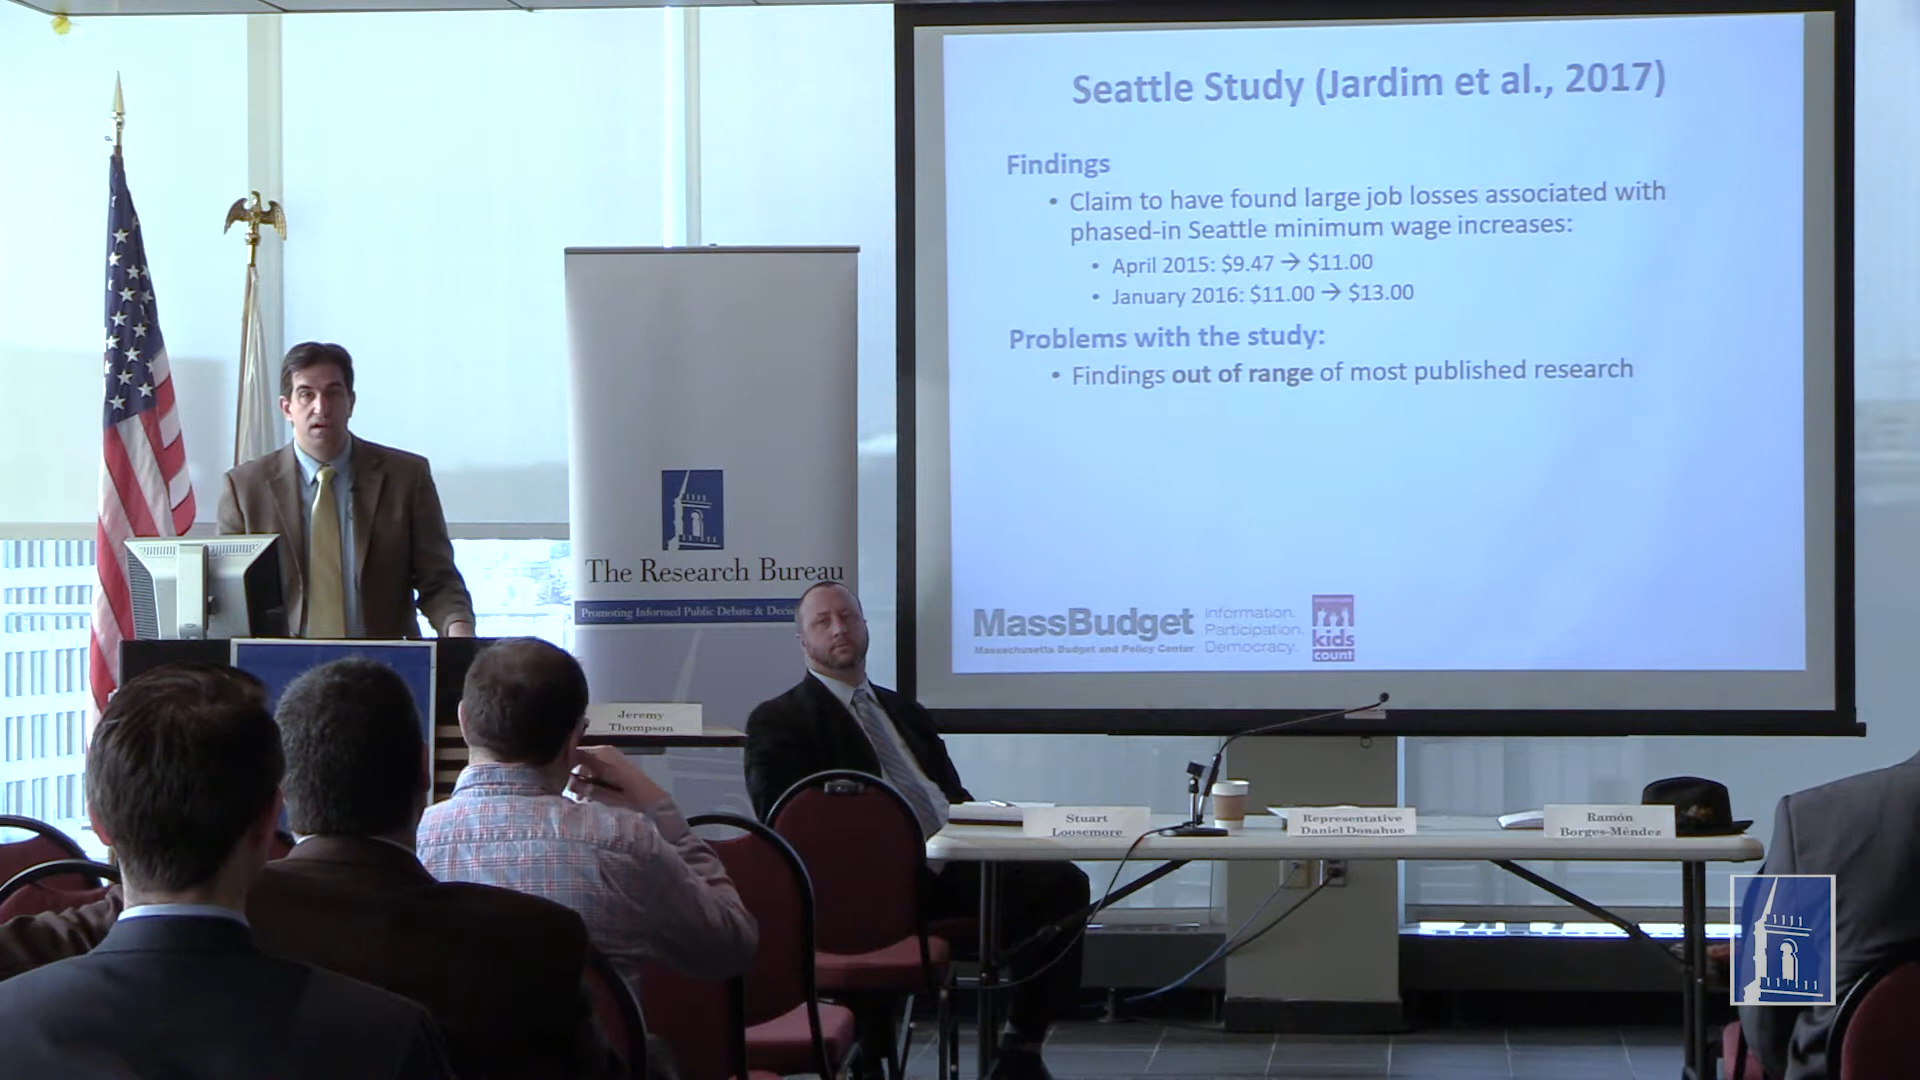 Seattle Study (Jardim et al., 2017)
Findings
• Claim to have found large job losses associated with
phased-in Seattle minimum wage increases:
• April 2015: $9.47 → $11.00
• January 2016: $11.00 → $13.00
Problems with the study:
• Findings out of range of most published research
MassBudget
Massachusetts Budget and Policy Center
Information.
Participation.
Democracy.
kids
count
The Research Bureau
Promoting Informed Public Debate &
Jeremy
Thompson
Stuart
Loosemore
Representative
Daniel Donahue
Ramón
Borges-Méndez